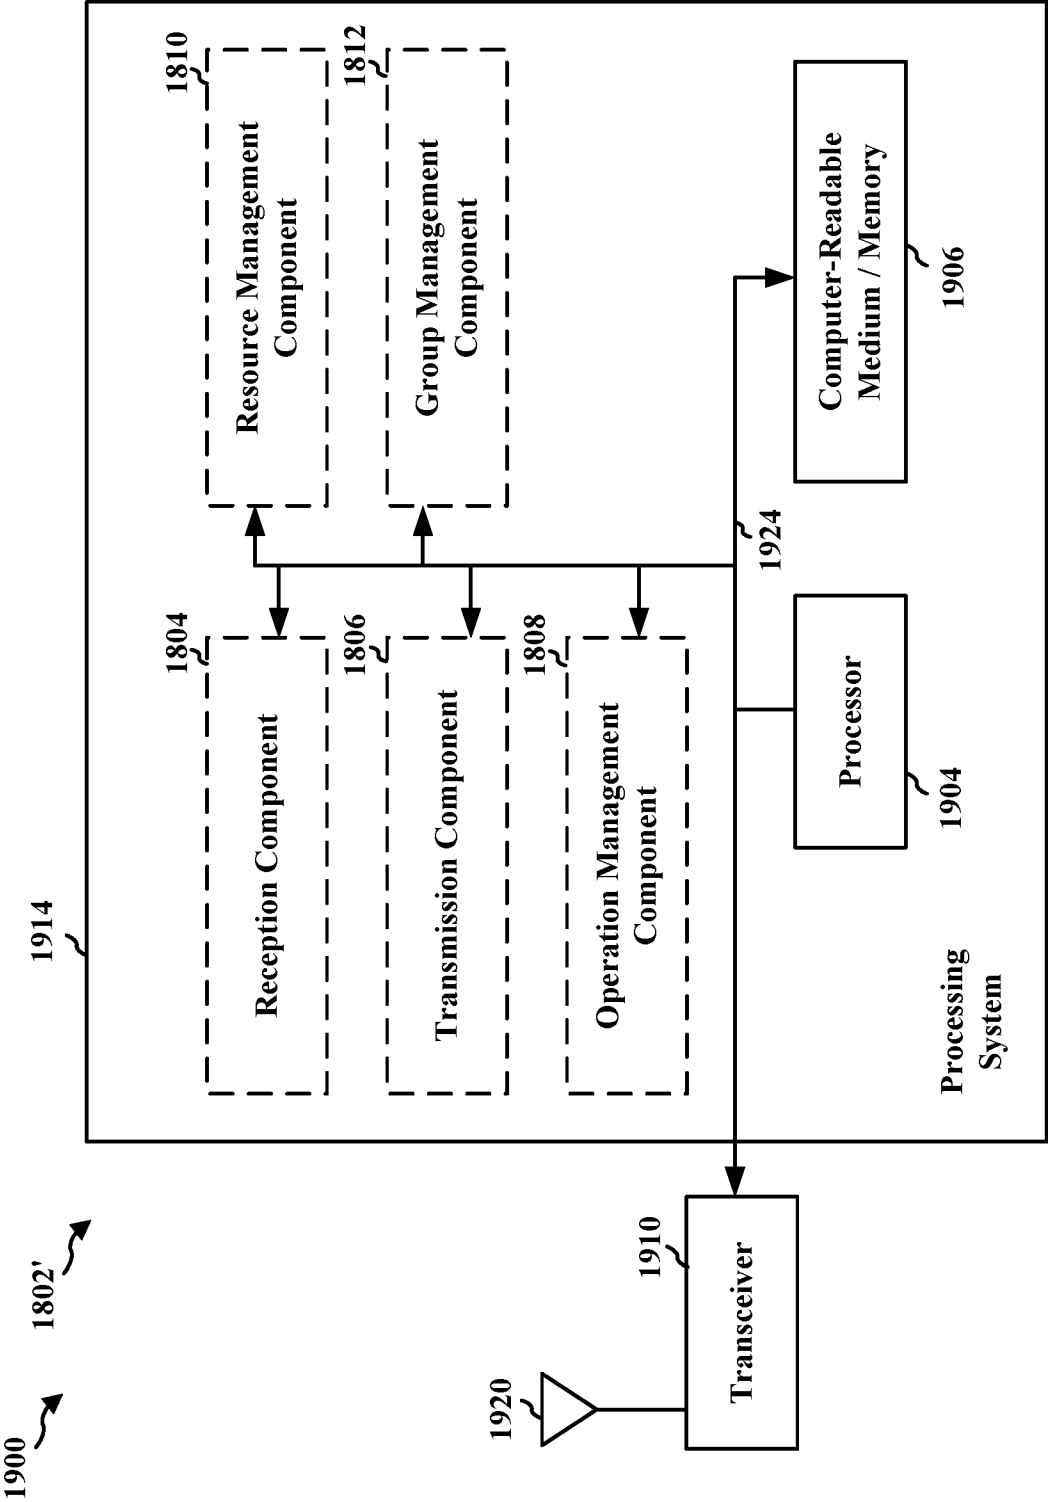 1900
1802'
1914
1804
Reception Component
1810
Resource Management
Component
1806
Transmission Component
1812
Group Management
Component
1808
Operation Management
Component
1920
1910
Transceiver
1924
Processor
1904
Computer-Readable
Medium / Memory
1906
Processing
System